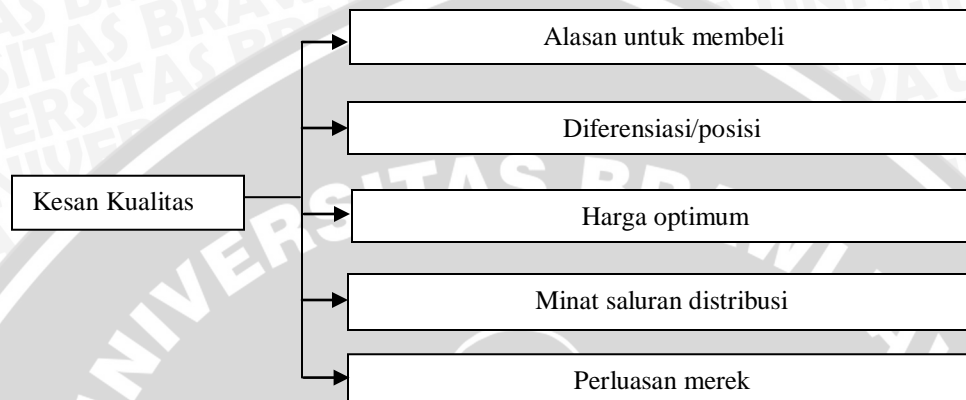 Alasan untuk membeli
Diferensiasi/posisi
Kesan Kualitas
Harga optimum
Minat saluran distribusi
Perluasan merek